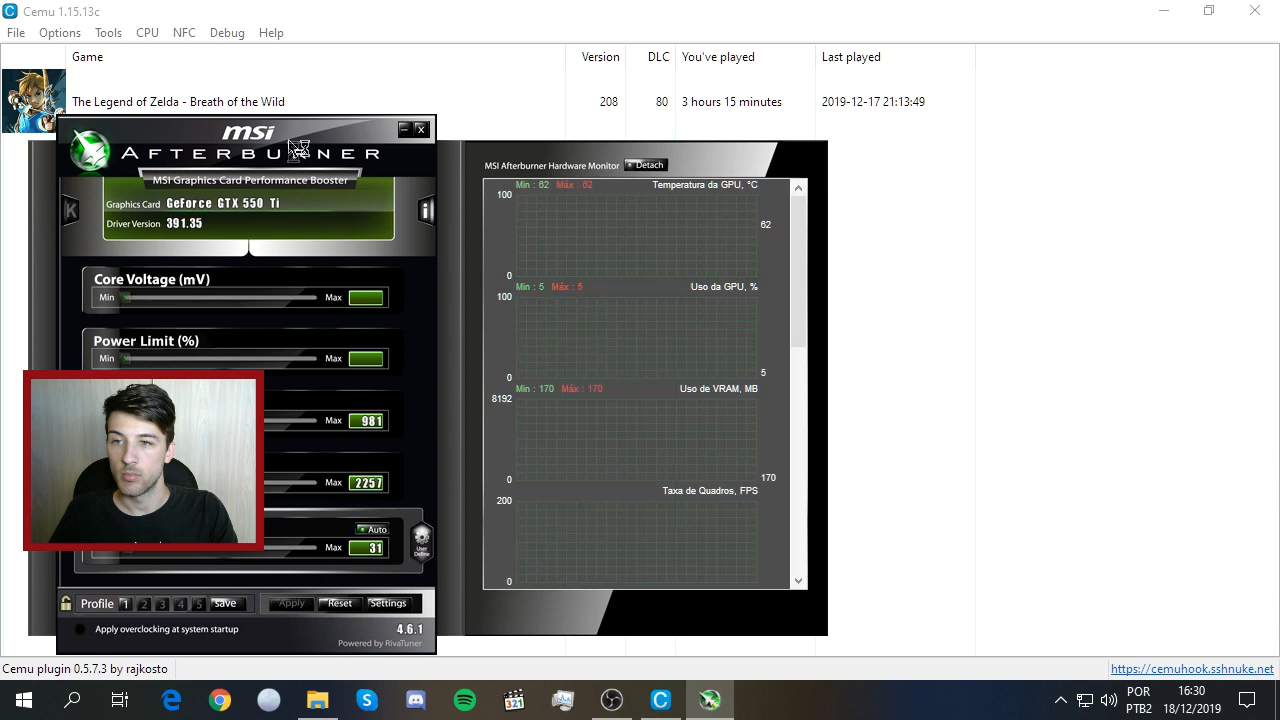 Cemu 1.15.13c
File Options Tools CPU NFC Debug Help
Game Version DLC You've played Last played
The Legend of Zelda - Breath of the Wild 208 80 3 hours 15 minutes 2019-12-17 21:13:49
msi
AFTERBURNER
MSI Graphics Card Performance Booster
K
i
Graphics Card GeForce GTX 550 Ti
Driver Version 391.35
Core Voltage (mV)
Min Max
Power Limit (%)
Min Max
Max 981
Max 2257
Auto
Max 31
User Define
Profile 1 2 3 4 5 save Apply Reset Settings
Apply overclocking at system startup 4.6.1
Powered by RivaTuner
MSI Afterburner Hardware Monitor Detach
Min : 62 Máx : 62 Temperatura da GPU, °C
100
62
0
Min : 5 Máx : 5 Uso da GPU, %
100
5
0
Min : 170 Máx : 170 Uso de VRAM, MB
8192
170
0
Taxa de Quadros, FPS
200
0
Cemu plugin 0.5.7.3 by rajkosto https://cemuhook.sshnuke.net
321
POR 16:30
PTB2 18/12/2019